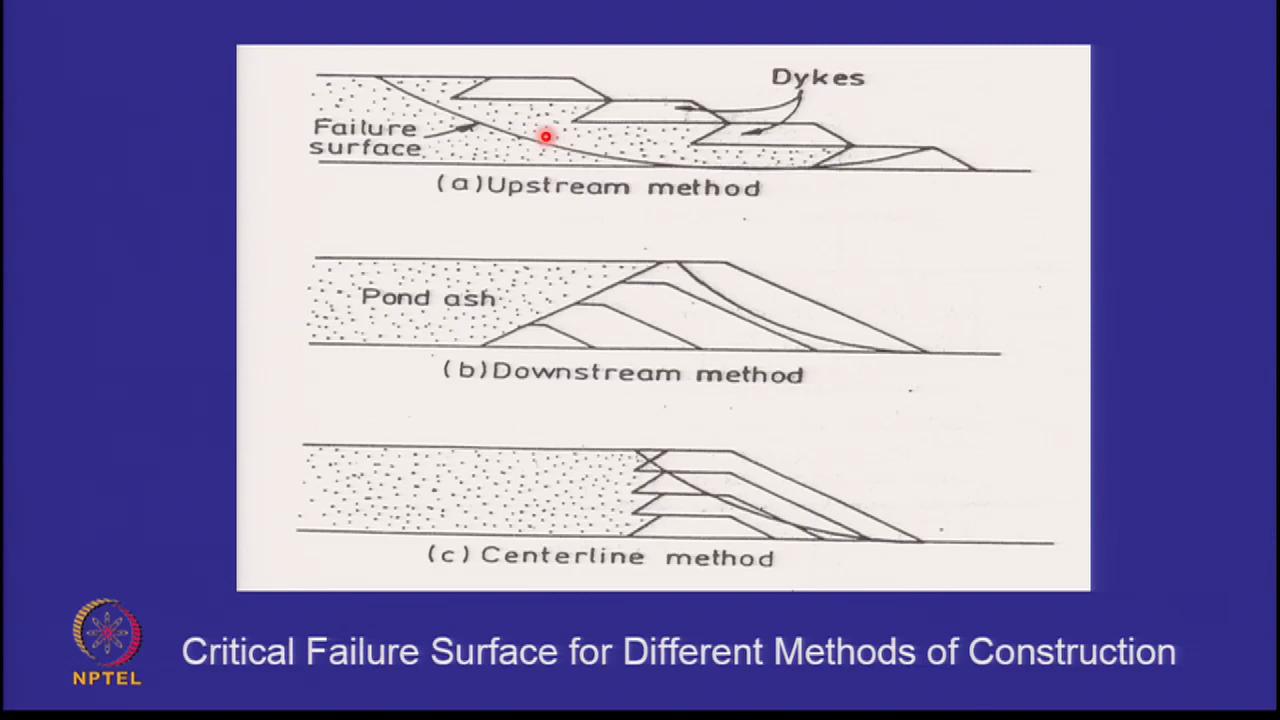 Dykes
Failure
surface
(a) Upstream method
Pond ash
(b) Downstream method
(c) Centerline method
NPTEL
Critical Failure Surface for Different Methods of Construction